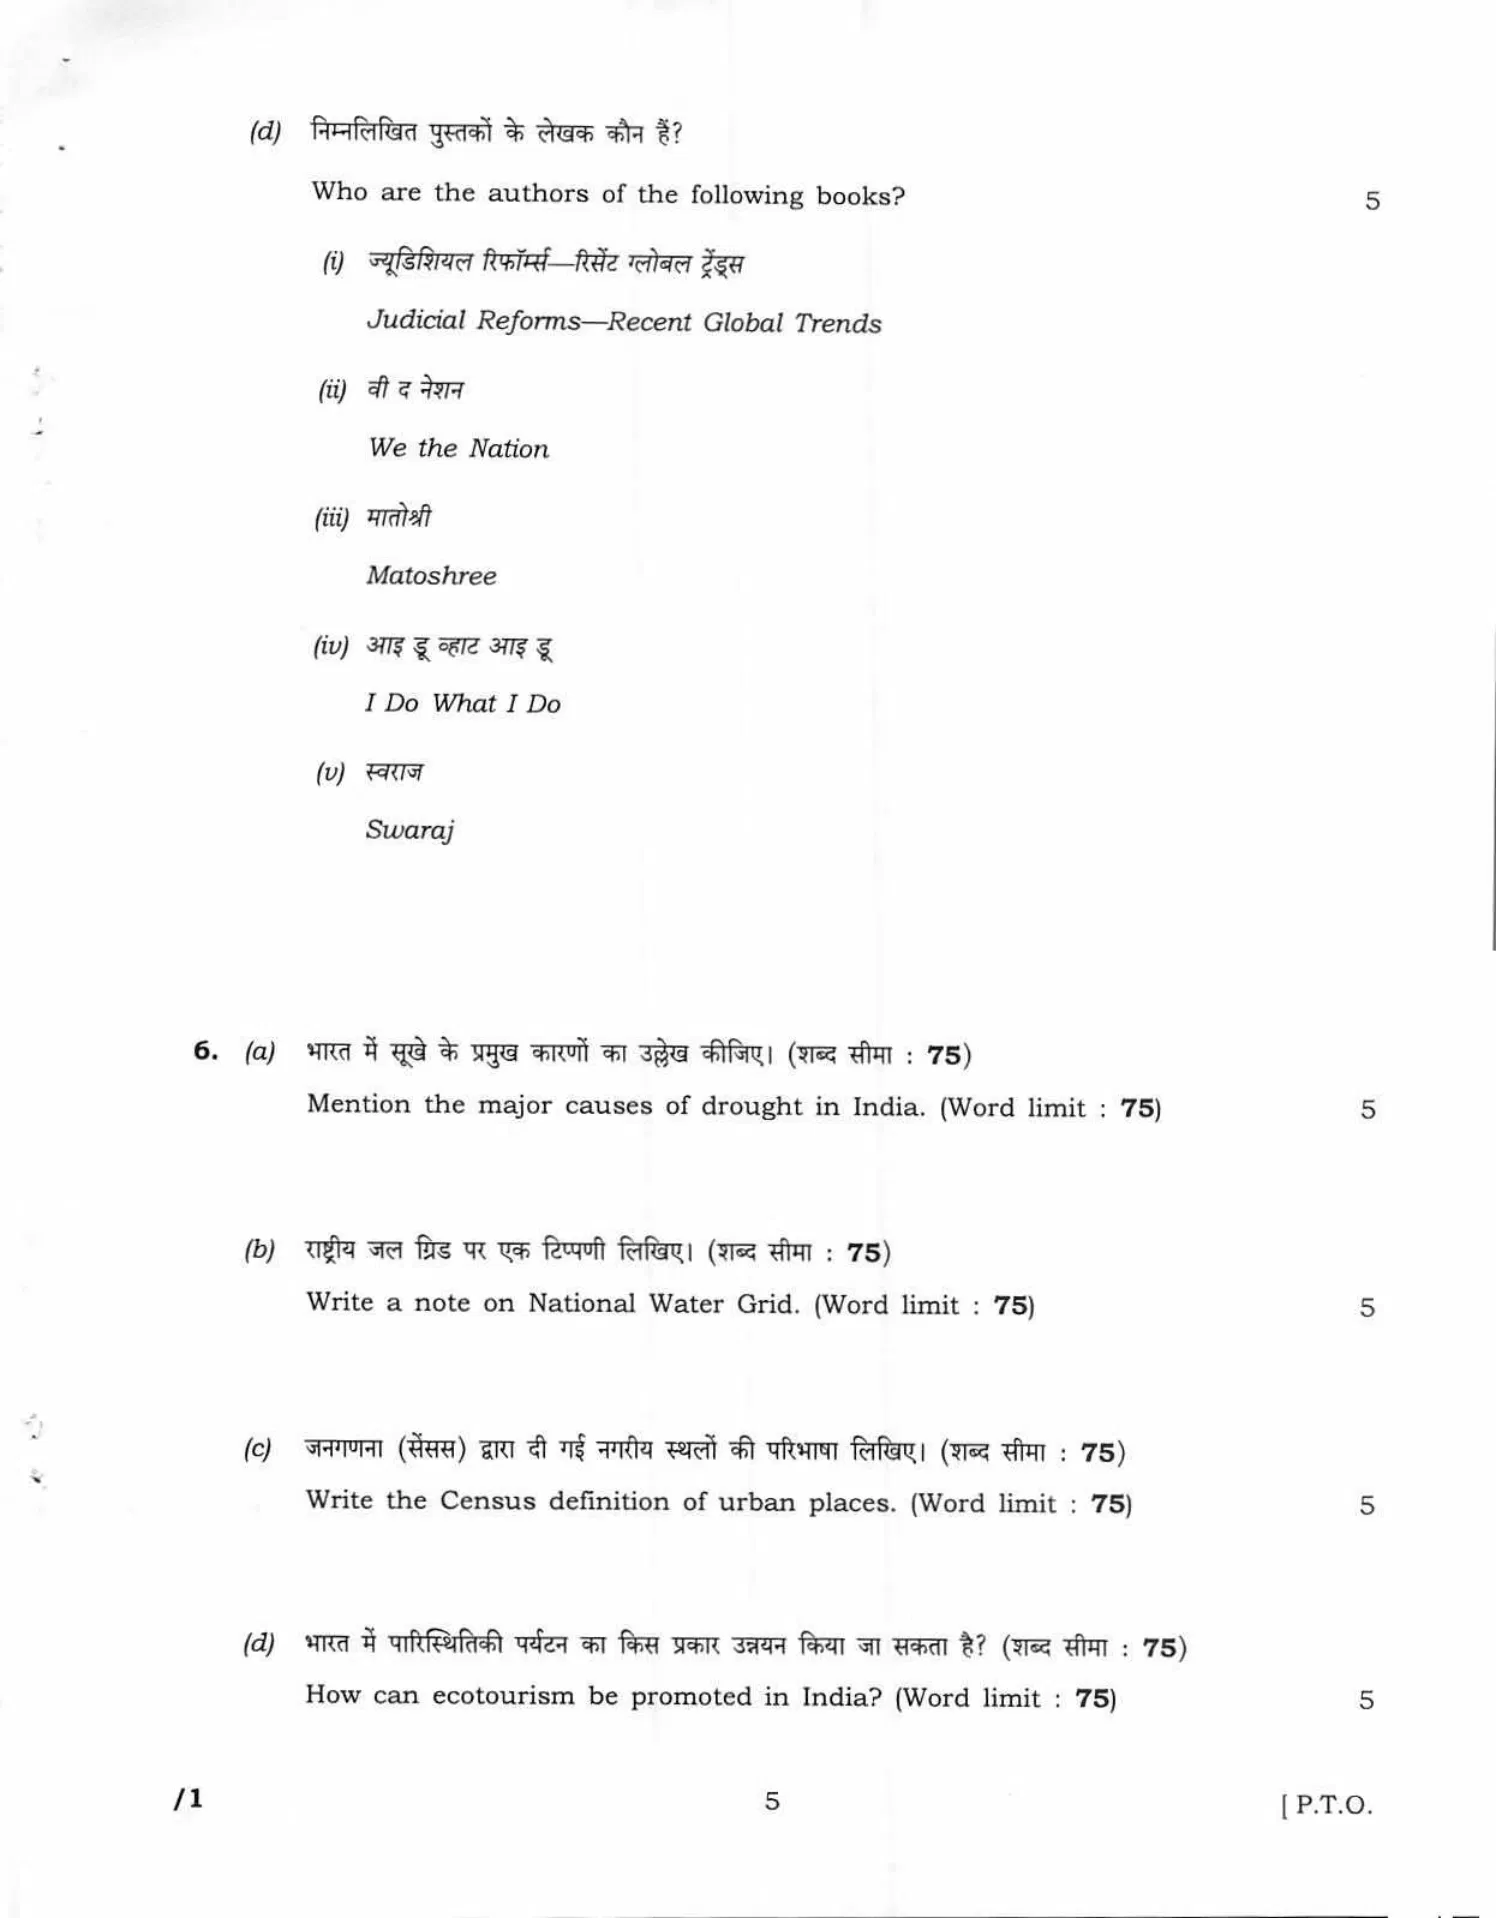 (d) निम्नलिखित पुस्तकों के लेखक कौन हैं?
Who are the authors of the following books? 5
(i) ज्यूडिशियल रिफॉर्म्स—रिसेंट ग्लोबल ट्रेंड्स
Judicial Reforms—Recent Global Trends
(ii) वी द नेशन
We the Nation
(iii) मातोश्री
Matoshree
(iv) आइ डू व्हाट आइ डू
I Do What I Do
(v) स्वराज
Swaraj
6. (a) भारत में सूखे के प्रमुख कारणों का उल्लेख कीजिए। (शब्द सीमा : 75)
Mention the major causes of drought in India. (Word limit : 75) 5
(b) राष्ट्रीय जल ग्रिड पर एक टिप्पणी लिखिए। (शब्द सीमा : 75)
Write a note on National Water Grid. (Word limit : 75) 5
(c) जनगणना (सेंसस) द्वारा दी गई नगरीय स्थलों की परिभाषा लिखिए। (शब्द सीमा : 75)
Write the Census definition of urban places. (Word limit : 75) 5
(d) भारत में पारिस्थितिकी पर्यटन का किस प्रकार उन्नयन किया जा सकता है? (शब्द सीमा : 75)
How can ecotourism be promoted in India? (Word limit : 75) 5
/1 5 [ P.T.O.